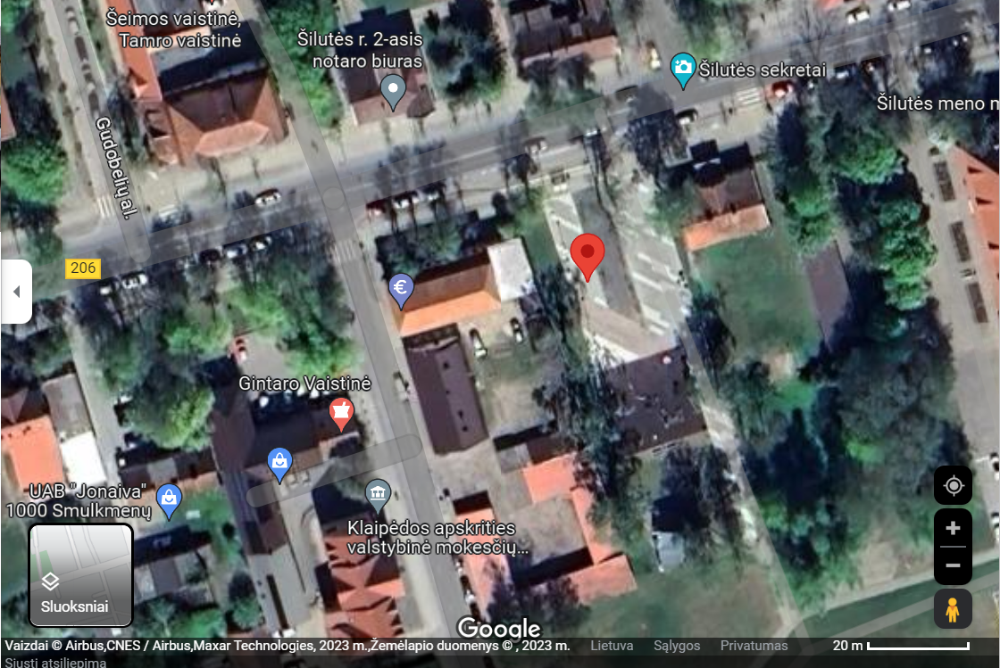 Šeimos vaistinė,
Tamro vaistinė
Šilutės r. 2-asis
notaro biuras
Šilutės sekretai
Šilutės meno m
Gudobelių al.
206
€
Gintaro Vaistinė
UAB "Jonaiva"
1000 Smulkmenų
Klaipėdos apskrities
valstybinė mokesčių...
Sluoksniai
Google
Vaizdai © Airbus,CNES / Airbus,Maxar Technologies, 2023 m.,Žemėlapio duomenys © , 2023 m. Lietuva Sąlygos Privatumas 20 m
Siųsti atsiliepimą